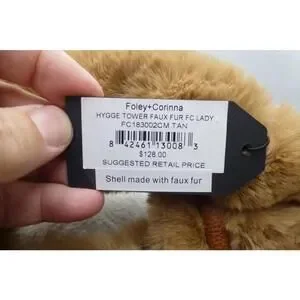 Foley+Corinna
HYGGE TOWER FAUX FUR FC LADY
FC183002CM TAN
8 42461 13008 3
$128.00
SUGGESTED RETAIL PRICE
Shell made with faux fur